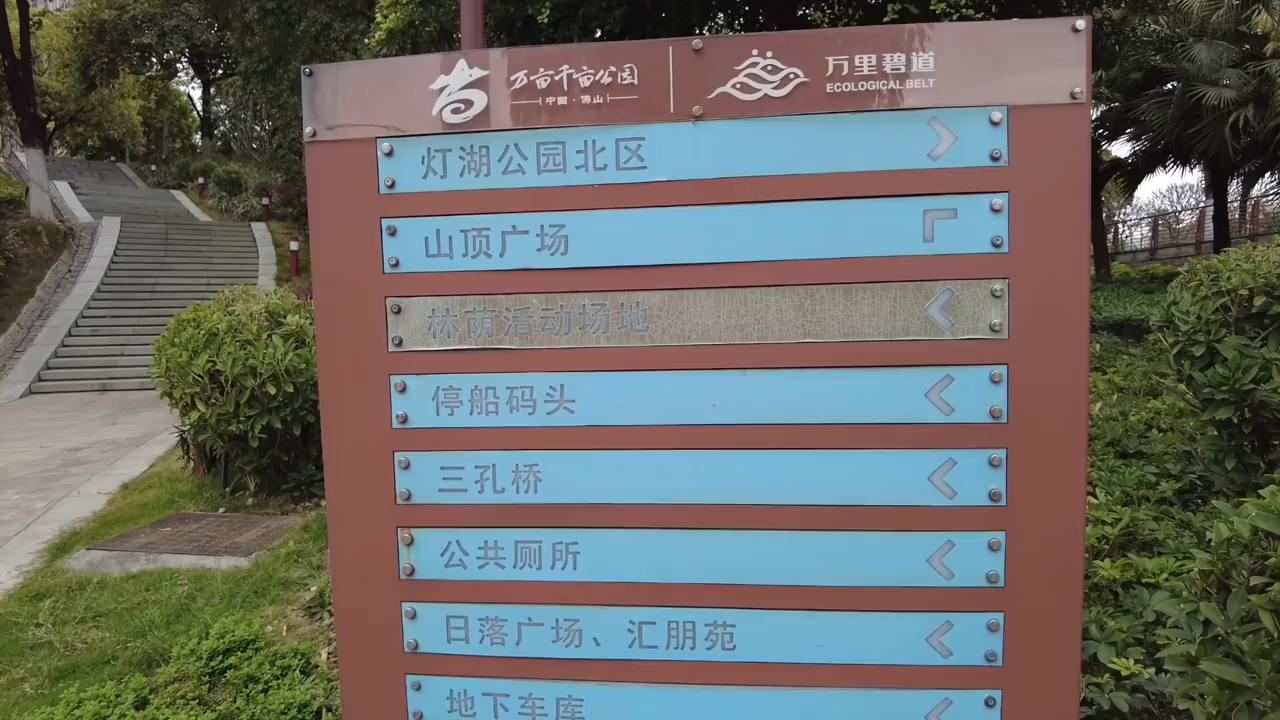 万亩千亩公园
中国·佛山
万里碧道
ECOLOGICAL BELT
灯湖公园北区
山顶广场
林荫活动场地
停船码头
三孔桥
公共厕所
日落广场、汇朋苑
地下车库